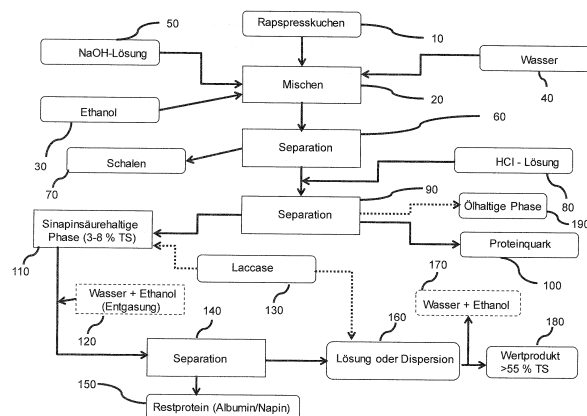 50
Rapspresskuchen
NaOH-Lösung
10
Wasser
Mischen
40
Ethanol
20
30
60
Separation
Schalen
HCl - Lösung
70
90
80
Separation
Ölhaltige Phase
190
Sinapinsäurehaltige
Phase (3-8 % TS)
Proteinquark
110
100
Laccase
170
130
Wasser + Ethanol
(Entgasung)
Wasser + Ethanol
120
140
160
180
Separation
Lösung oder Dispersion
Wertprodukt
>55 % TS
150
Restprotein (Albumin/Napin)